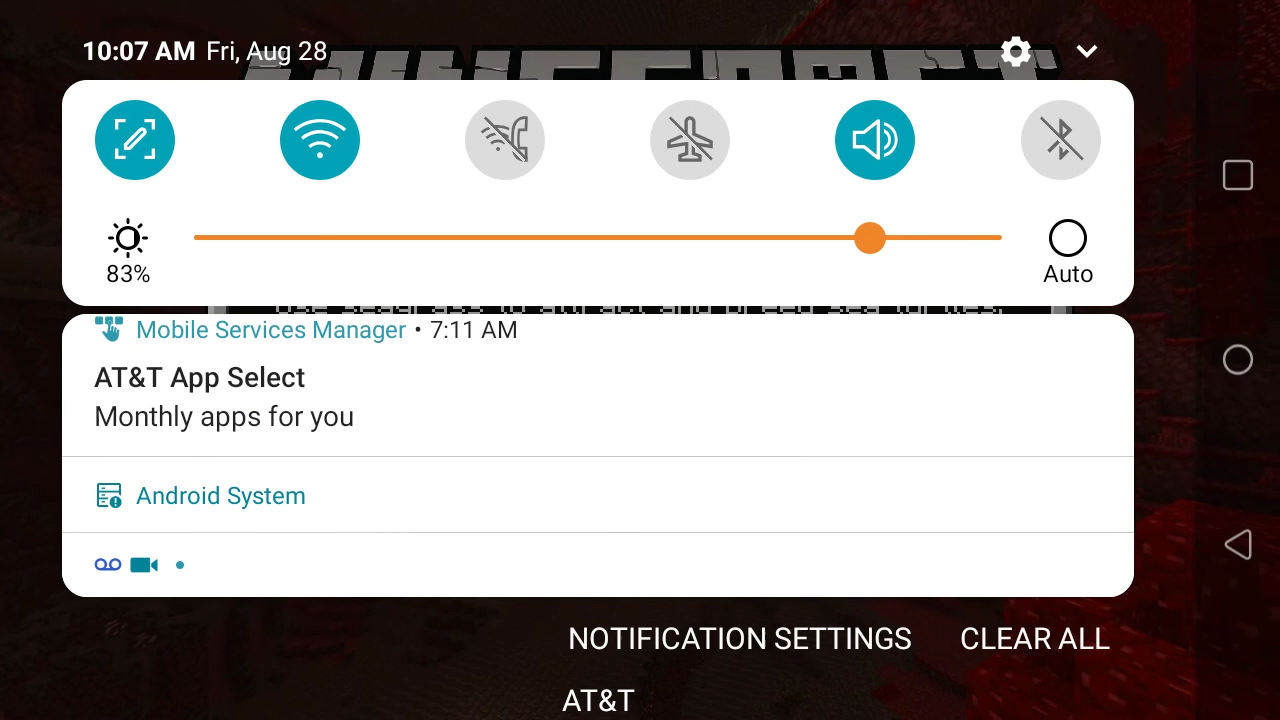 10:07 AM Fri, Aug 28
83%
Auto
Mobile Services Manager • 7:11 AM
AT&T App Select
Monthly apps for you
Android System
NOTIFICATION SETTINGS CLEAR ALL
AT&T